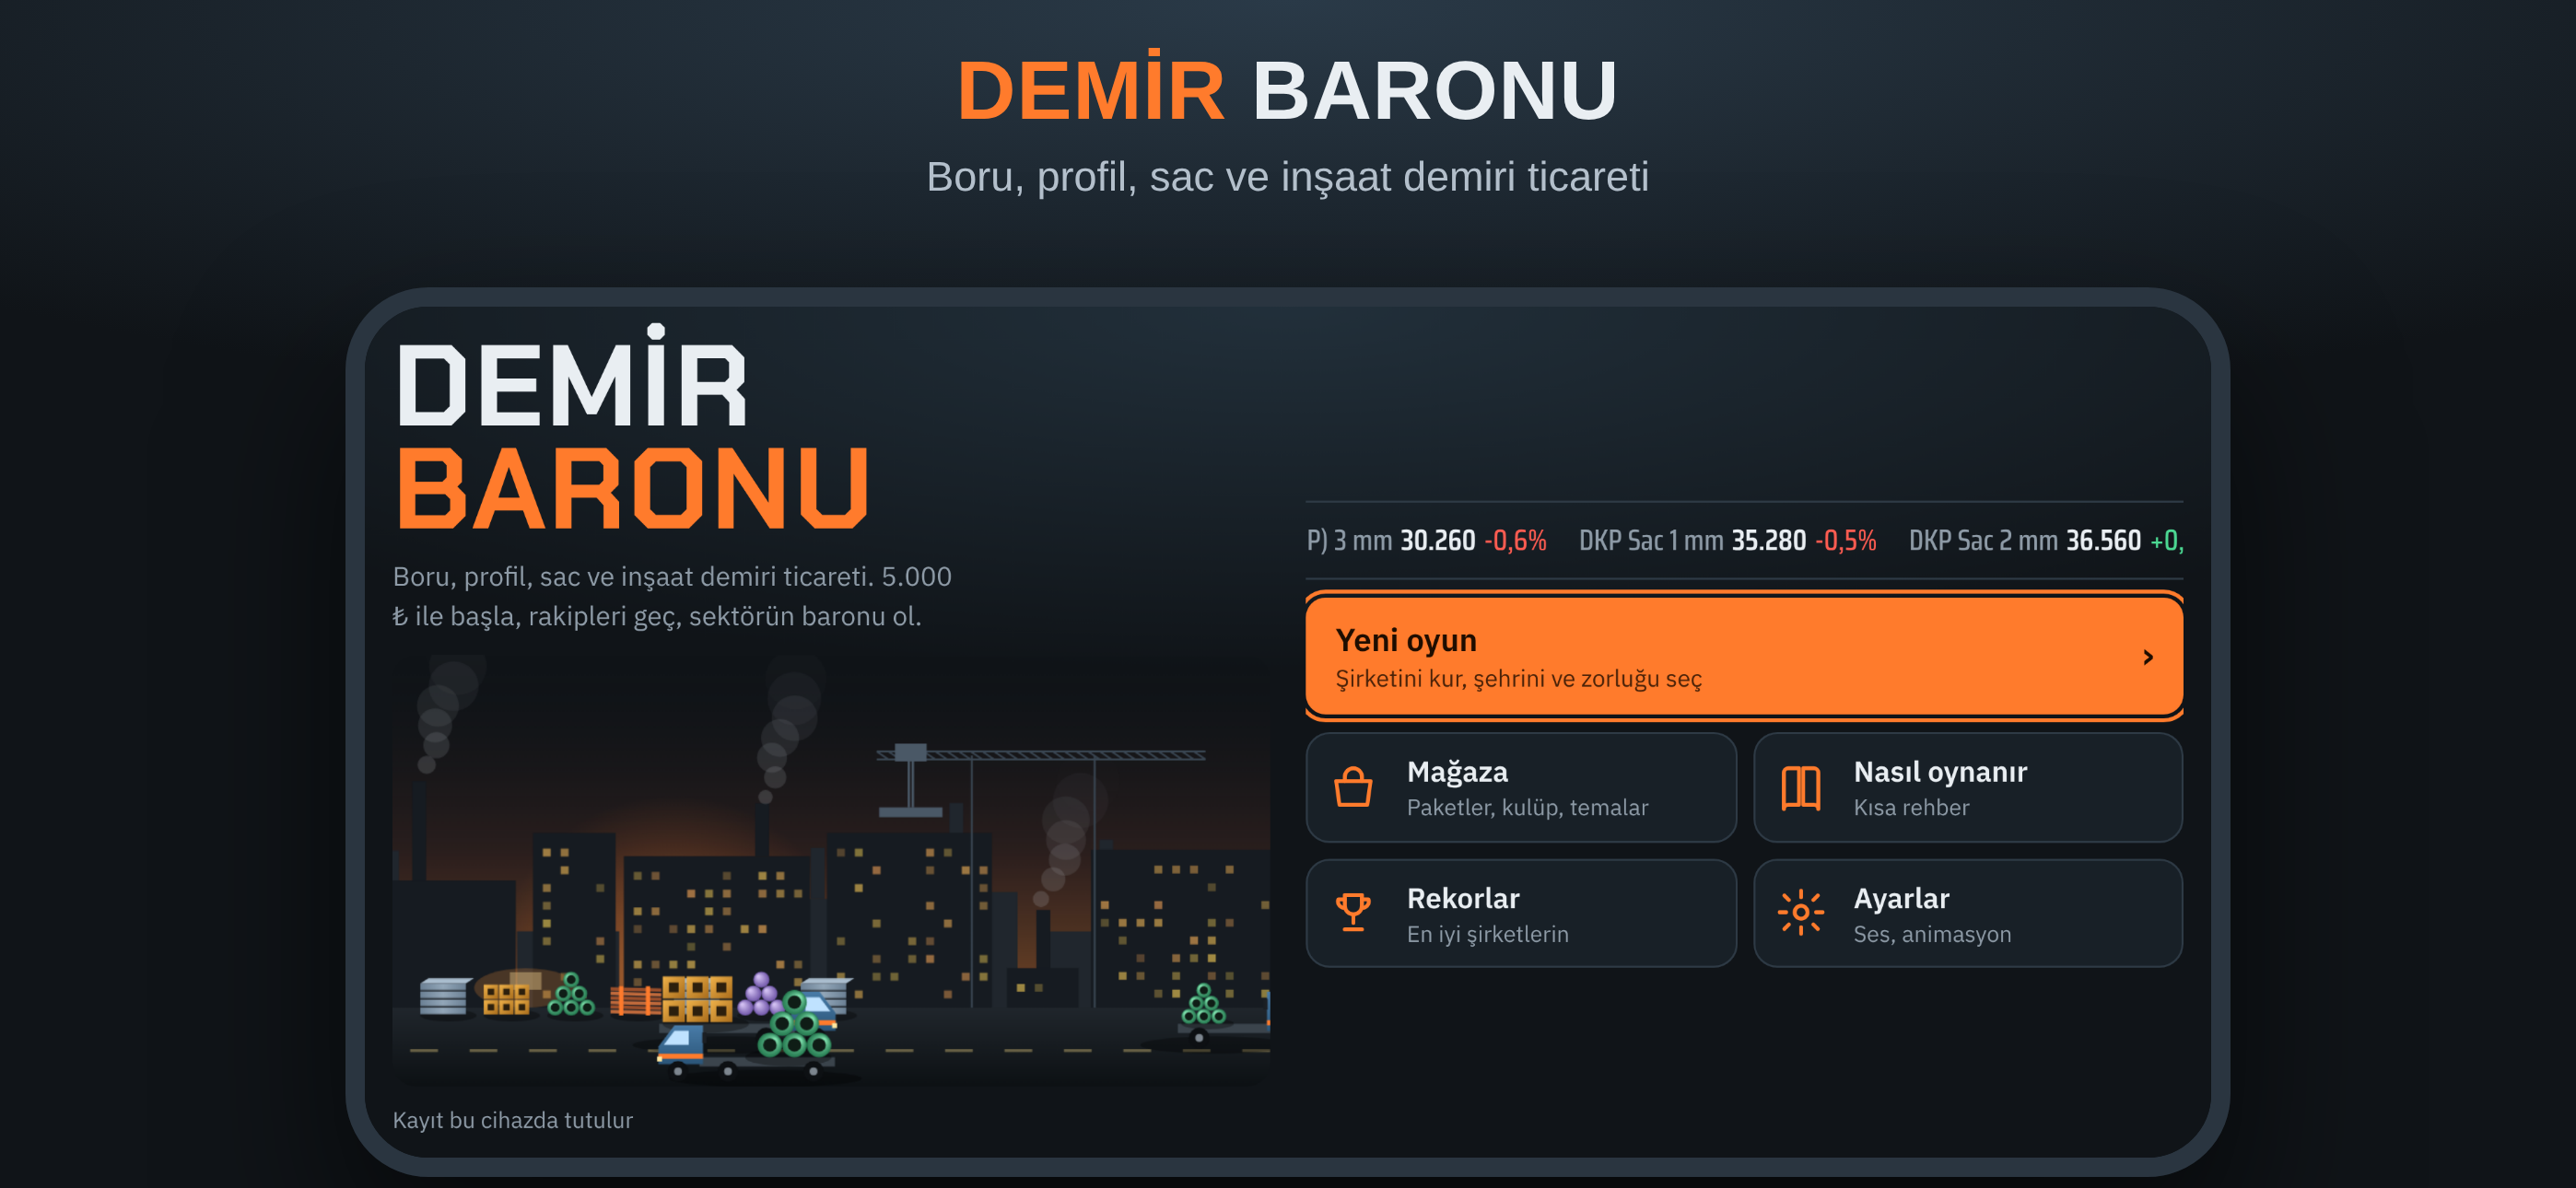 DEMİR BARONU
Boru, profil, sac ve inşaat demiri ticareti
DEMİR
BARONU
Boru, profil, sac ve inşaat demiri ticareti. 5.000
₺ ile başla, rakipleri geç, sektörün baronu ol.
P) 3 mm 30.260 -0,6% DKP Sac 1 mm 35.280 -0,5% DKP Sac 2 mm 36.560 +0,
Yeni oyun
Şirketini kur, şehrini ve zorluğu seç
Mağaza
Paketler, kulüp, temalar
Nasıl oynanır
Kısa rehber
Rekorlar
En iyi şirketlerin
Ayarlar
Ses, animasyon
Kayıt bu cihazda tutulur